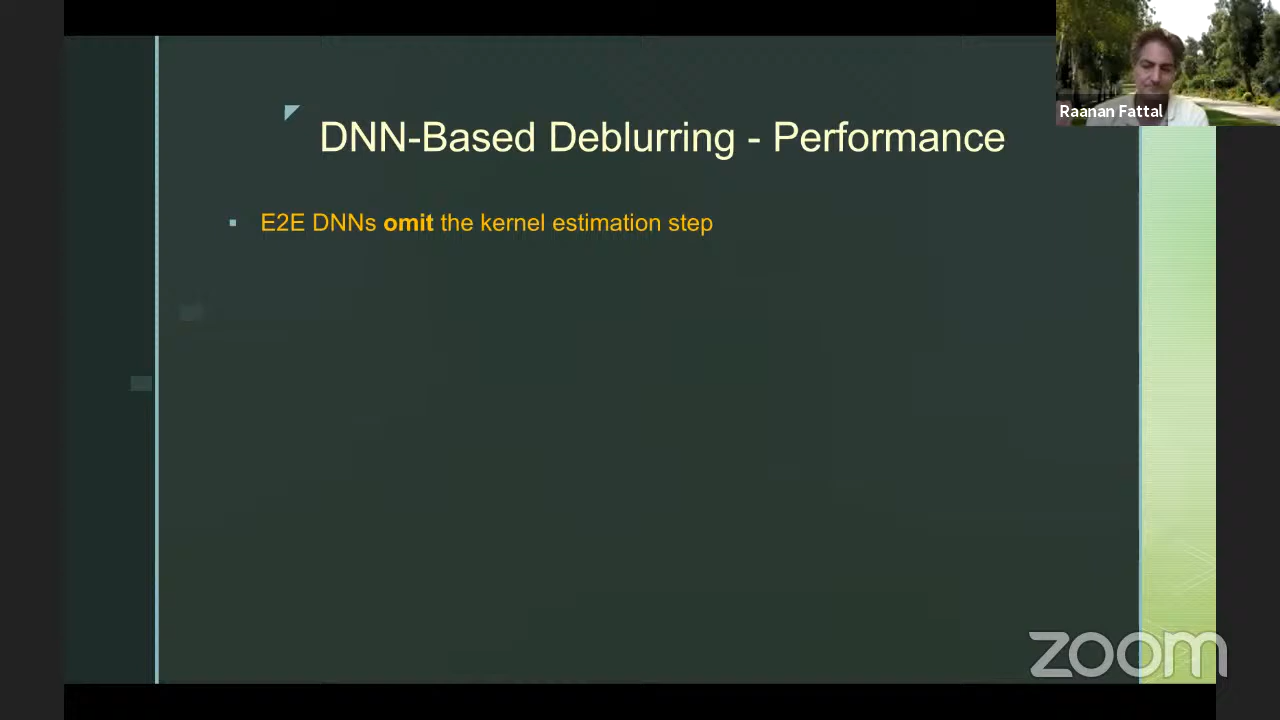 Raanan Fattal
DNN-Based Deblurring - Performance
E2E DNNs omit the kernel estimation step
zoom